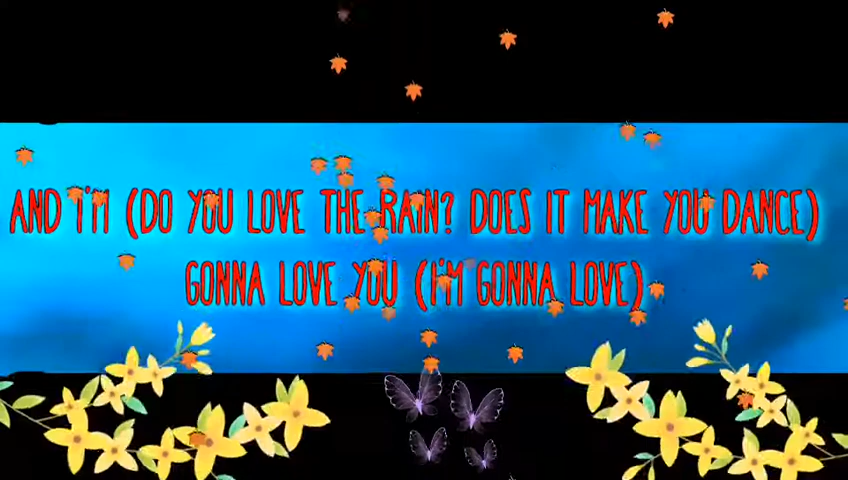 AND I'M (DO YOU LOVE THE RAIN? DOES IT MAKE YOU DANCE)
GONNA LOVE YOU (I'M GONNA LOVE)